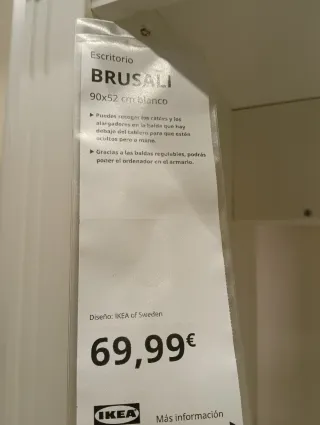 Escritorio
BRUSALI
90x52 cm blanco
▶ Puedes recoger los cables y los
alargadores en la balda que hay
debajo del tablero para que estén
ocultos pero a mano.
▶ Gracias a las baldas regulables, podrás
poner el ordenador en el armario.
Diseño: IKEA of Sweden
69,99€
IKEA
Más información